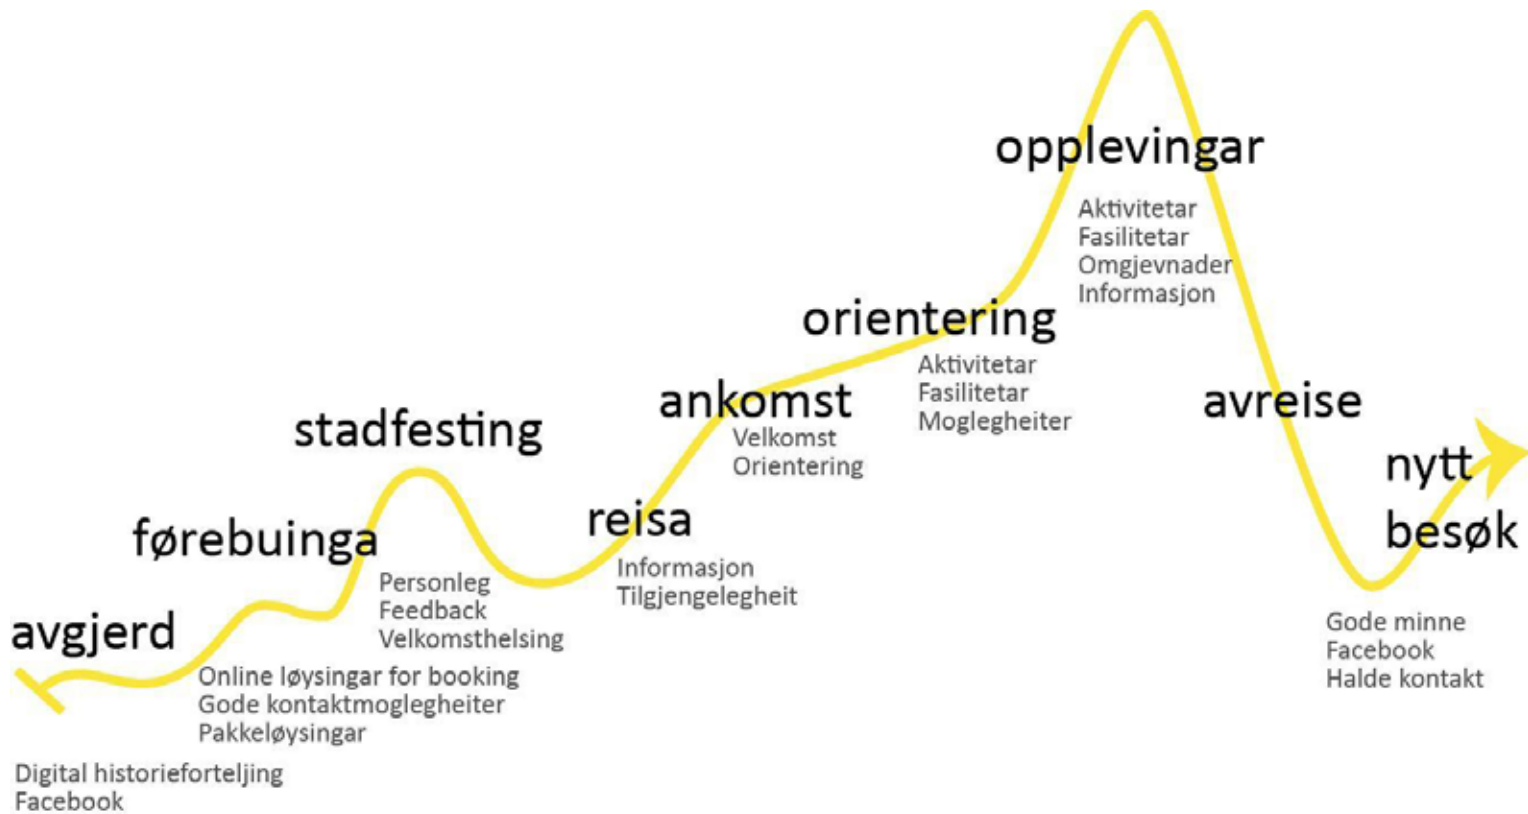 avgjerd
Digital historieforteljing
Facebook
førebuinga
Online løysingar for booking
Gode kontaktmoglegheiter
Pakkeløysingar
stadfesting
Personleg
Feedback
Velkomsthelsing
reisa
Informasjon
Tilgjengelegheit
ankomst
Velkomst
Orientering
orientering
Aktivitetar
Fasilitetar
Moglegheiter
opplevingar
Aktivitetar
Fasilitetar
Omgjevnader
Informasjon
avreise
nytt
besøk
Gode minne
Facebook
Halde kontakt